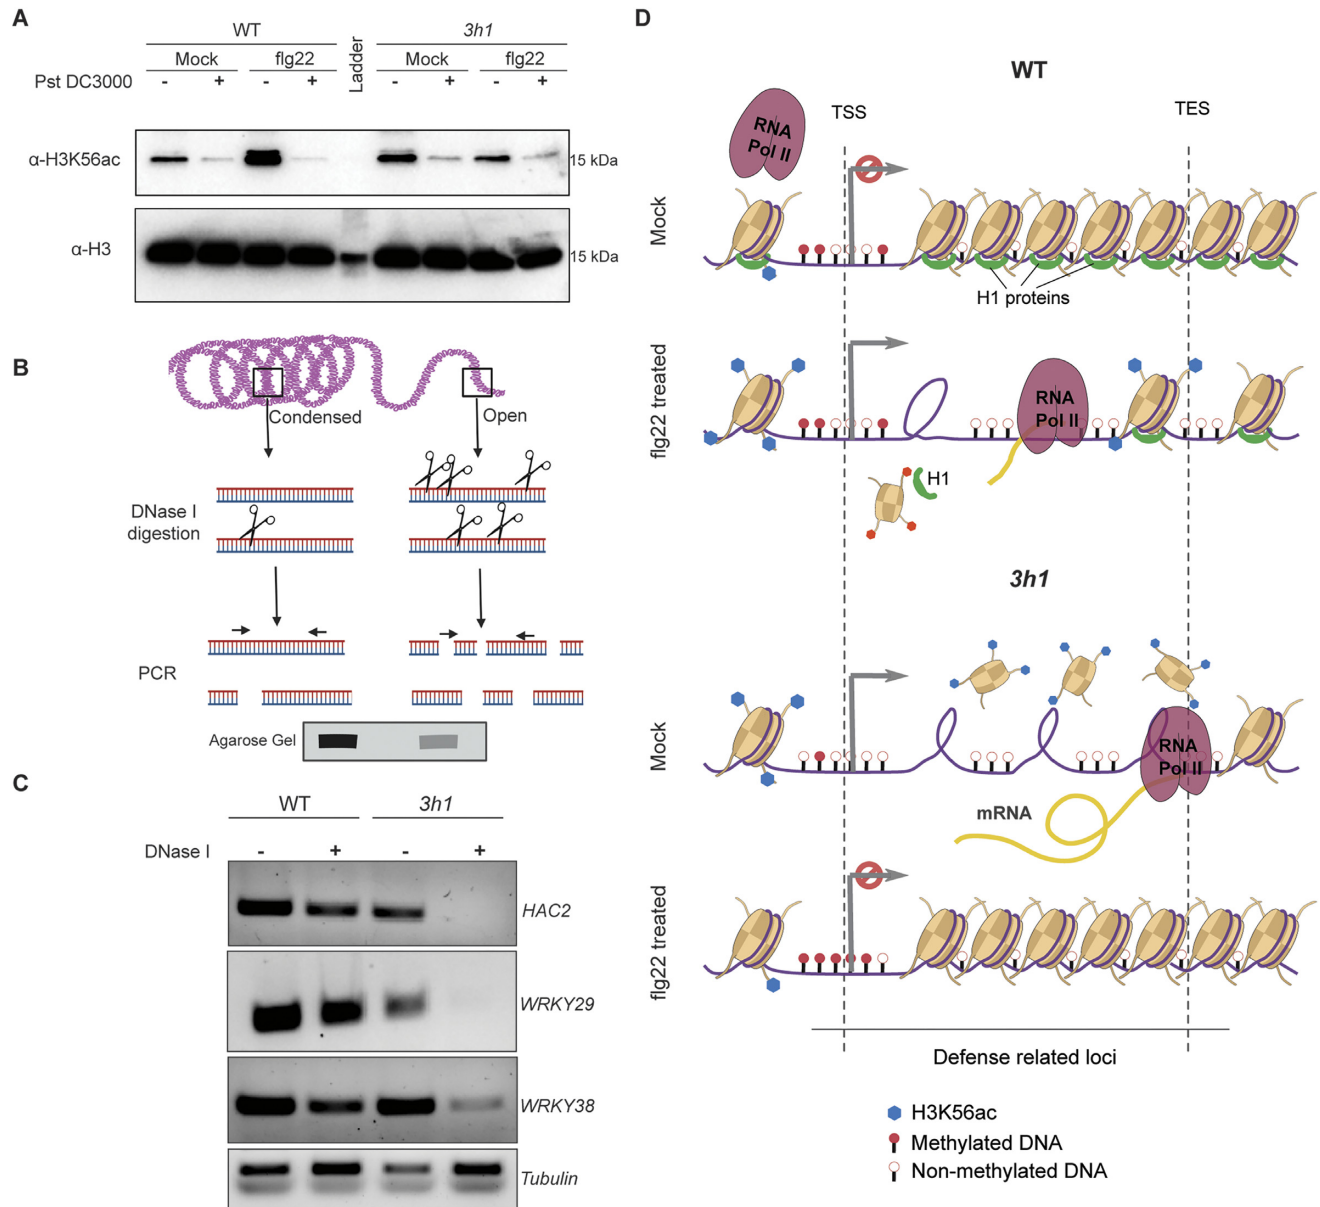 A
WT
3h1
Mock
flg22
Ladder
Mock
flg22
Pst DC3000
-
+
-
+
-
+
-
+
α-H3K56ac
15 kDa
α-H3
15 kDa
B
Condensed
Open
DNase I
digestion
PCR
Agarose Gel
C
WT
3h1
DNase I
-
+
-
+
HAC2
WRKY29
WRKY38
Tubulin
D
WT
TSS
TES
RNA
Pol II
Mock
H1 proteins
flg22 treated
RNA
Pol II
H1
3h1
Mock
RNA
Pol II
mRNA
flg22 treated
Defense related loci
H3K56ac
Methylated DNA
Non-methylated DNA